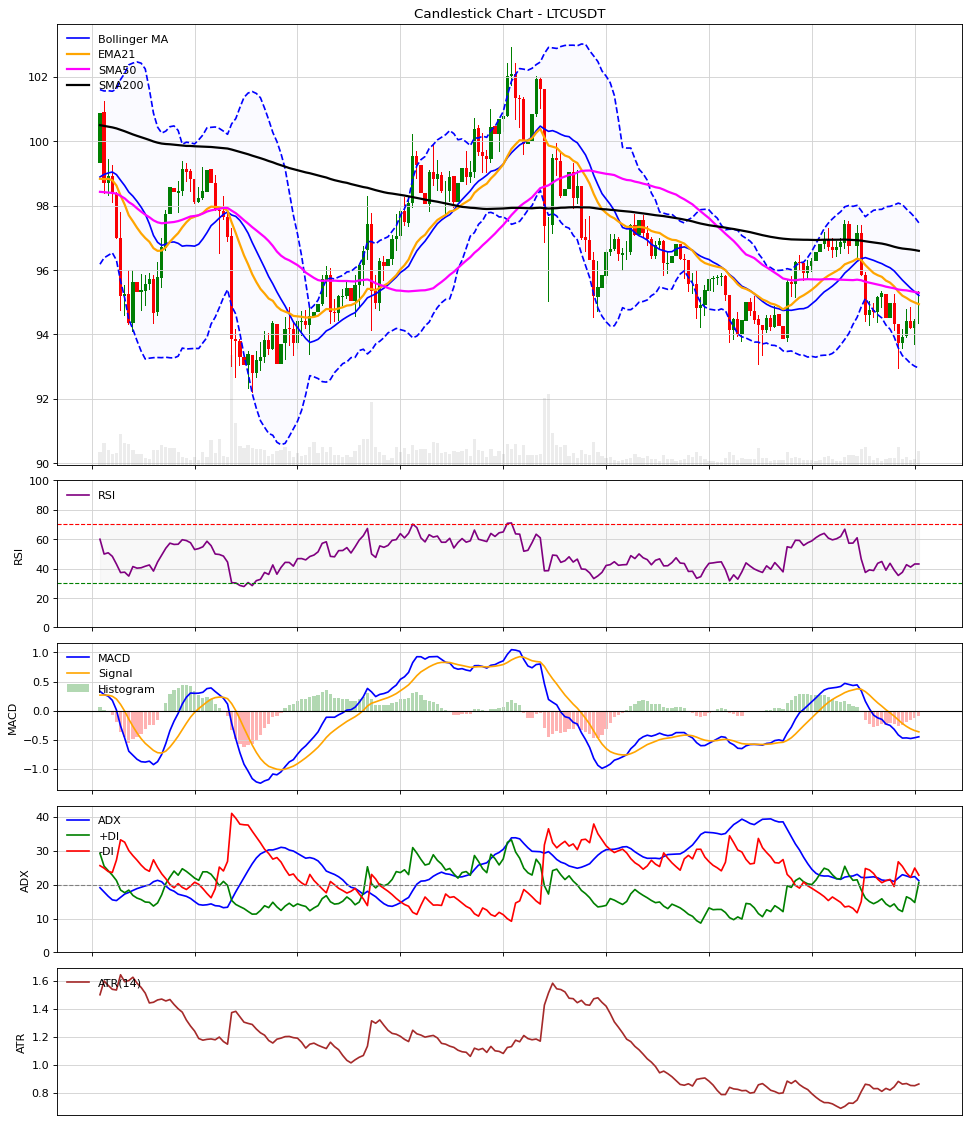 Candlestick Chart - LTCUSDT
Bollinger MA
EMA21
SMA50
SMA200
102
100
98
96
94
92
90
RSI
100
80
60
40
20
0
RSI
MACD
Signal
Histogram
1.0
0.5
0.0
−0.5
−1.0
MACD
ADX
+DI
-DI
40
30
20
10
0
ADX
ATR(14)
1.6
1.4
1.2
1.0
0.8
ATR